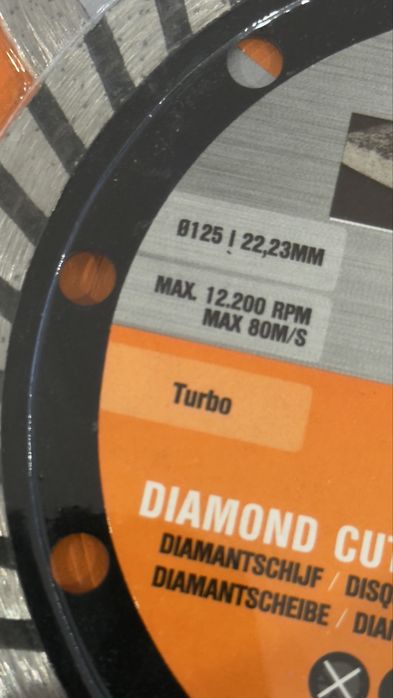 Ø125 | 22,23MM
MAX. 12.200 RPM
MAX 80M/S
Turbo
DIAMOND
DIAMANTSCHIJF /
DIAMANTSCHEIBE /